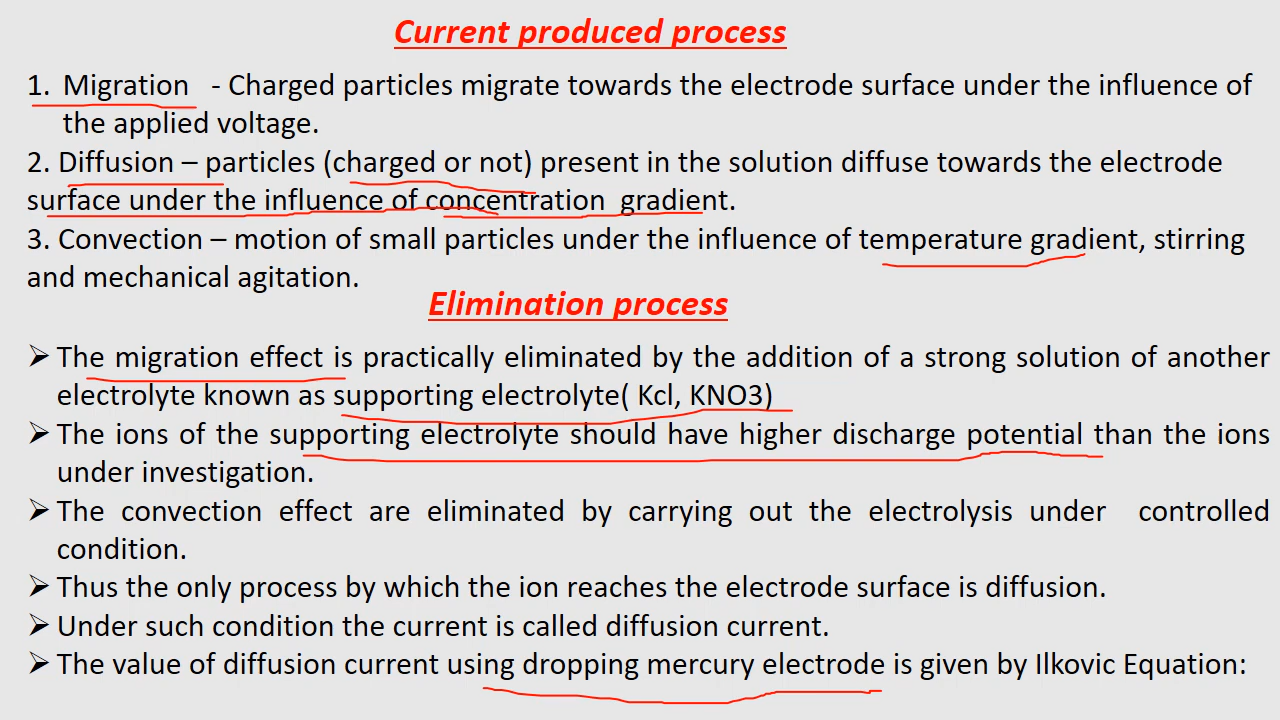 Current produced process
1. Migration - Charged particles migrate towards the electrode surface under the influence of
the applied voltage.
2. Diffusion – particles (charged or not) present in the solution diffuse towards the electrode
surface under the influence of concentration gradient.
3. Convection – motion of small particles under the influence of temperature gradient, stirring
and mechanical agitation.
Elimination process
➢ The migration effect is practically eliminated by the addition of a strong solution of another
electrolyte known as supporting electrolyte( Kcl, KNO3)
➢ The ions of the supporting electrolyte should have higher discharge potential than the ions
under investigation.
➢ The convection effect are eliminated by carrying out the electrolysis under controlled
condition.
➢ Thus the only process by which the ion reaches the electrode surface is diffusion.
➢ Under such condition the current is called diffusion current.
➢ The value of diffusion current using dropping mercury electrode is given by Ilkovic Equation: